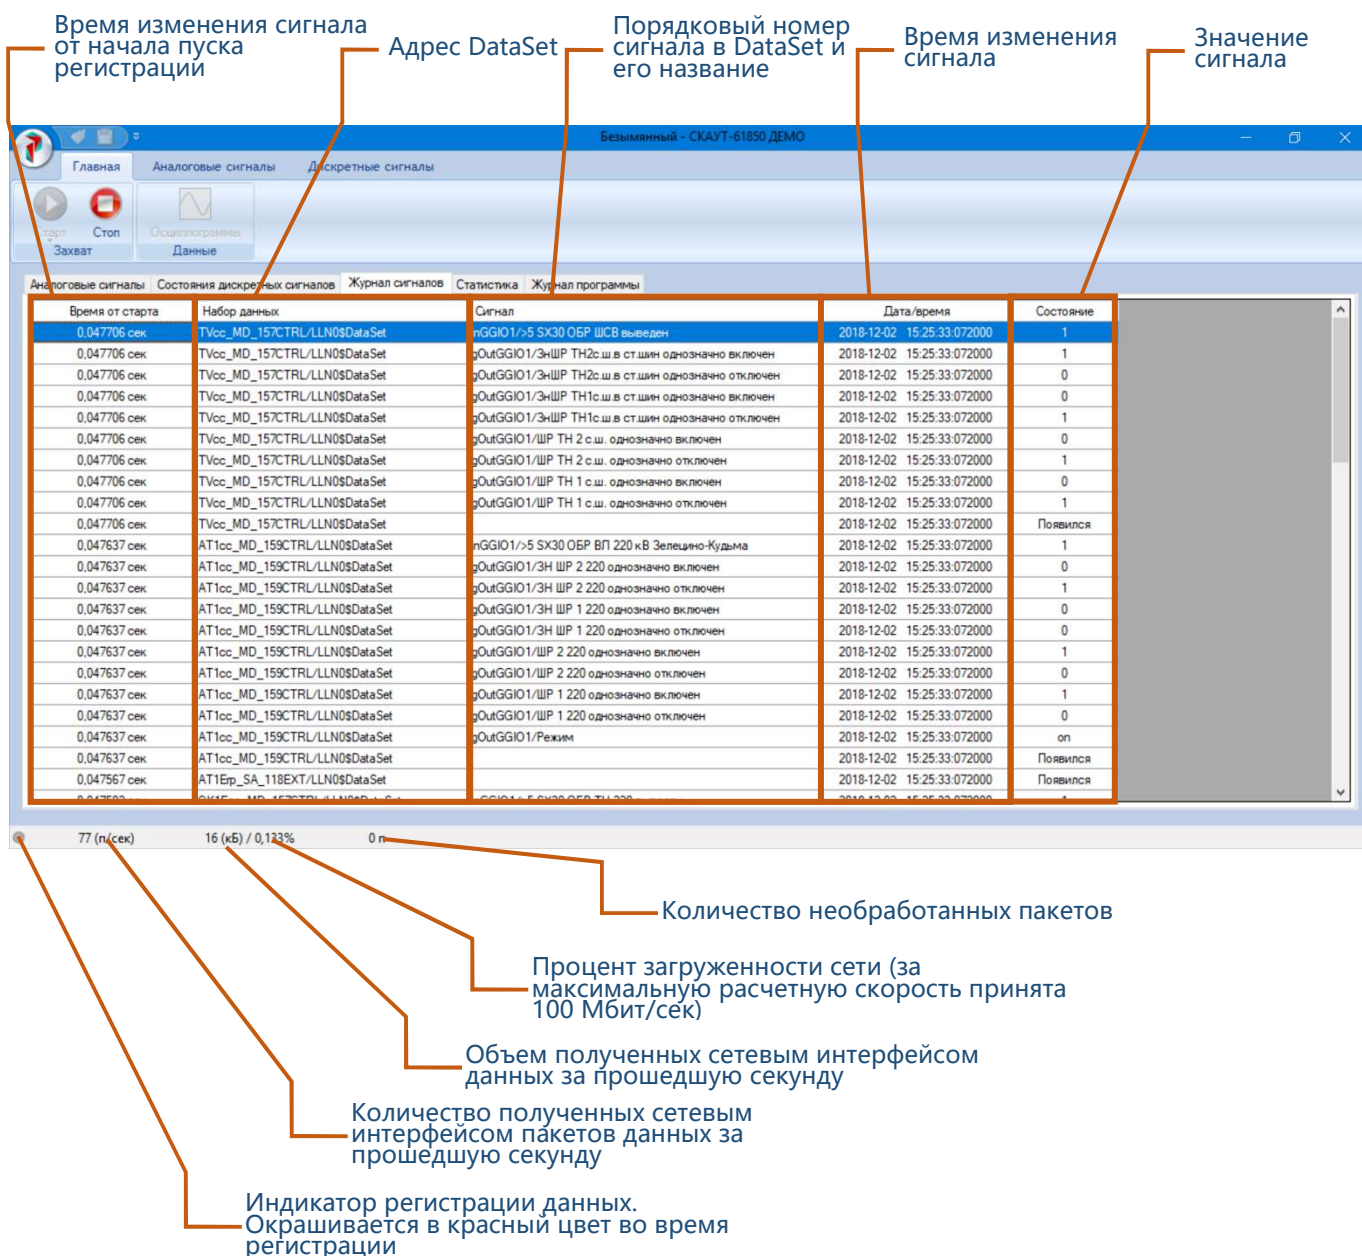 Время изменения сигнала
от начала пуска
регистрации
Адрес DataSet
Порядковый номер
сигнала в DataSet и
его название
Время изменения
сигнала
Значение
сигнала
Безымянный - СКАУТ-61850 ДЕМО
Главная Аналоговые сигналы Дискретные сигналы
Старт Стоп Осциллограммы
Захват Данные
Аналоговые сигналы Состояния дискретных сигналов Журнал сигналов Статистика Журнал программы
Время от старта Набор данных Сигнал Дата/время Состояние
0,047706 сек TVcc_MD_157CTRL/LLN0$DataSet nGGIO1/>5 SX30 ОБР ШСВ выведен 2018-12-02 15:25:33:072000 1
0,047706 сек TVcc_MD_157CTRL/LLN0$DataSet gOutGGIO1/ЗнШР ТН2с.ш.в ст.шин однозначно включен 2018-12-02 15:25:33:072000 1
0,047706 сек TVcc_MD_157CTRL/LLN0$DataSet gOutGGIO1/ЗнШР ТН2с.ш.в ст.шин однозначно отключен 2018-12-02 15:25:33:072000 0
0,047706 сек TVcc_MD_157CTRL/LLN0$DataSet gOutGGIO1/ЗнШР ТН1с.ш.в ст.шин однозначно включен 2018-12-02 15:25:33:072000 0
0,047706 сек TVcc_MD_157CTRL/LLN0$DataSet gOutGGIO1/ЗнШР ТН1с.ш.в ст.шин однозначно отключен 2018-12-02 15:25:33:072000 1
0,047706 сек TVcc_MD_157CTRL/LLN0$DataSet gOutGGIO1/ШР ТН 2 с.ш. однозначно включен 2018-12-02 15:25:33:072000 0
0,047706 сек TVcc_MD_157CTRL/LLN0$DataSet gOutGGIO1/ШР ТН 2 с.ш. однозначно отключен 2018-12-02 15:25:33:072000 1
0,047706 сек TVcc_MD_157CTRL/LLN0$DataSet gOutGGIO1/ШР ТН 1 с.ш. однозначно включен 2018-12-02 15:25:33:072000 0
0,047706 сек TVcc_MD_157CTRL/LLN0$DataSet gOutGGIO1/ШР ТН 1 с.ш. однозначно отключен 2018-12-02 15:25:33:072000 1
0,047706 сек TVcc_MD_157CTRL/LLN0$DataSet 2018-12-02 15:25:33:072000 Появился
0,047637 сек AT1cc_MD_159CTRL/LLN0$DataSet nGGIO1/>5 SX30 ОБР ВП 220 кВ Зелецино-Кудьма 2018-12-02 15:25:33:072000 1
0,047637 сек AT1cc_MD_159CTRL/LLN0$DataSet gOutGGIO1/ЗН ШР 2 220 однозначно включен 2018-12-02 15:25:33:072000 0
0,047637 сек AT1cc_MD_159CTRL/LLN0$DataSet gOutGGIO1/ЗН ШР 2 220 однозначно отключен 2018-12-02 15:25:33:072000 1
0,047637 сек AT1cc_MD_159CTRL/LLN0$DataSet gOutGGIO1/ЗН ШР 1 220 однозначно включен 2018-12-02 15:25:33:072000 0
0,047637 сек AT1cc_MD_159CTRL/LLN0$DataSet gOutGGIO1/ЗН ШР 1 220 однозначно отключен 2018-12-02 15:25:33:072000 0
0,047637 сек AT1cc_MD_159CTRL/LLN0$DataSet gOutGGIO1/ШР 2 220 однозначно включен 2018-12-02 15:25:33:072000 1
0,047637 сек AT1cc_MD_159CTRL/LLN0$DataSet gOutGGIO1/ШР 2 220 однозначно отключен 2018-12-02 15:25:33:072000 0
0,047637 сек AT1cc_MD_159CTRL/LLN0$DataSet gOutGGIO1/ШР 1 220 однозначно включен 2018-12-02 15:25:33:072000 1
0,047637 сек AT1cc_MD_159CTRL/LLN0$DataSet gOutGGIO1/ШР 1 220 однозначно отключен 2018-12-02 15:25:33:072000 0
0,047637 сек AT1cc_MD_159CTRL/LLN0$DataSet gOutGGIO1/Режим 2018-12-02 15:25:33:072000 on
0,047637 сек AT1cc_MD_159CTRL/LLN0$DataSet 2018-12-02 15:25:33:072000 Появился
0,047567 сек AT1Erp_SA_118EXT/LLN0$DataSet 2018-12-02 15:25:33:072000 Появился
77 (п/сек) 16 (кБ) / 0,133% 0 п
Количество необработанных пакетов
Процент загруженности сети (за
максимальную расчетную скорость принята
100 Мбит/сек)
Объем полученных сетевым интерфейсом
данных за прошедшую секунду
Количество полученных сетевым
интерфейсом пакетов данных за
прошедшую секунду
Индикатор регистрации данных.
Окрашивается в красный цвет во время
регистрации